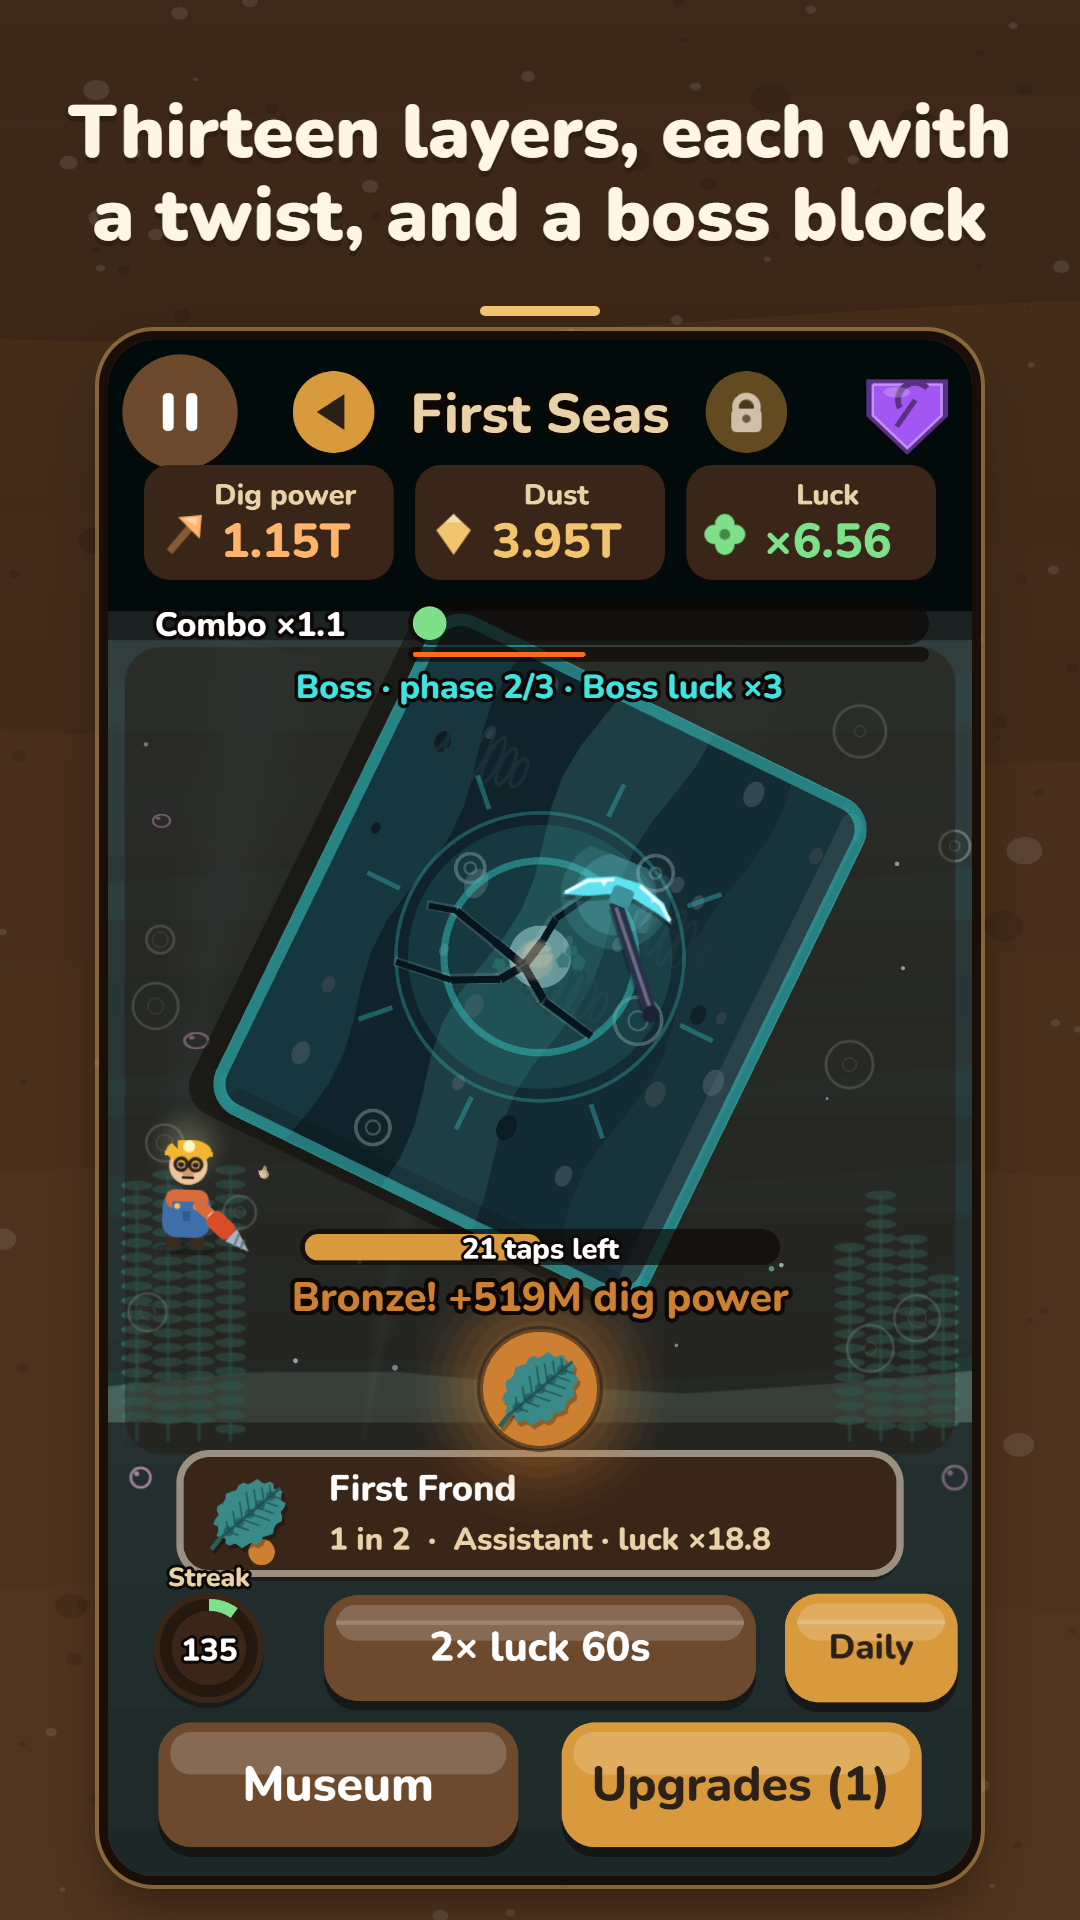 Thirteen layers, each with
a twist, and a boss block
First Seas
Dig power
1.15T
Dust
3.95T
Luck
×6.56
Combo ×1.1
Boss · phase 2/3 · Boss luck ×3
21 taps left
Bronze! +519M dig power
First Frond
1 in 2 · Assistant · luck ×18.8
Streak
135
2× luck 60s
Daily
Museum
Upgrades (1)